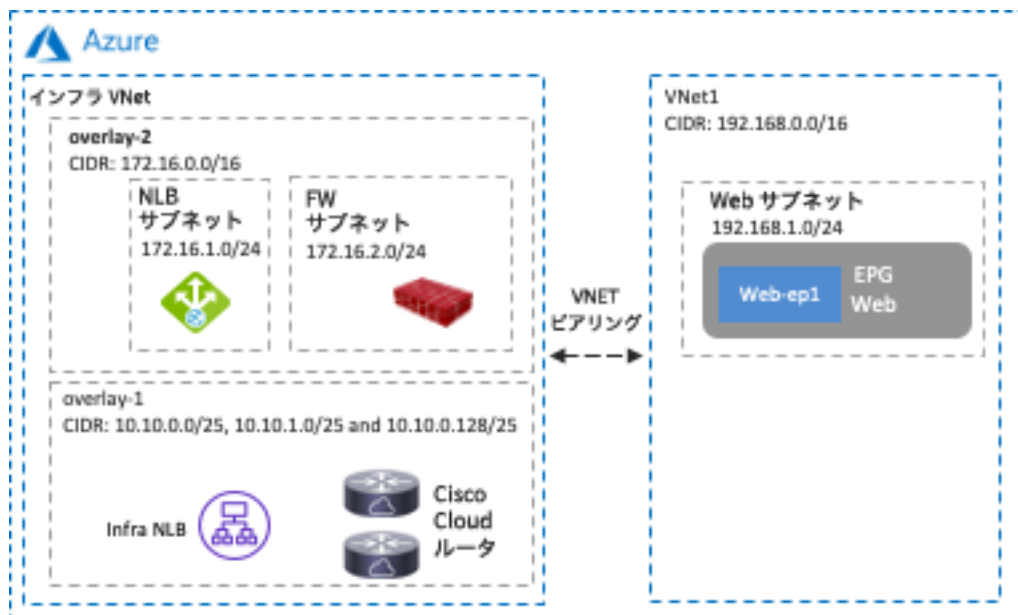 Azure
インフラ VNet
overlay-2
CIDR: 172.16.0.0/16
NLB
サブネット
172.16.1.0/24
FW
サブネット
172.16.2.0/24
overlay-1
CIDR: 10.10.0.0/25, 10.10.1.0/25 and 10.10.0.128/25
Infra NLB
Cisco
Cloud
ルータ
VNET
ピアリング
VNet1
CIDR: 192.168.0.0/16
Web サブネット
192.168.1.0/24
Web-ep1
EPG
Web